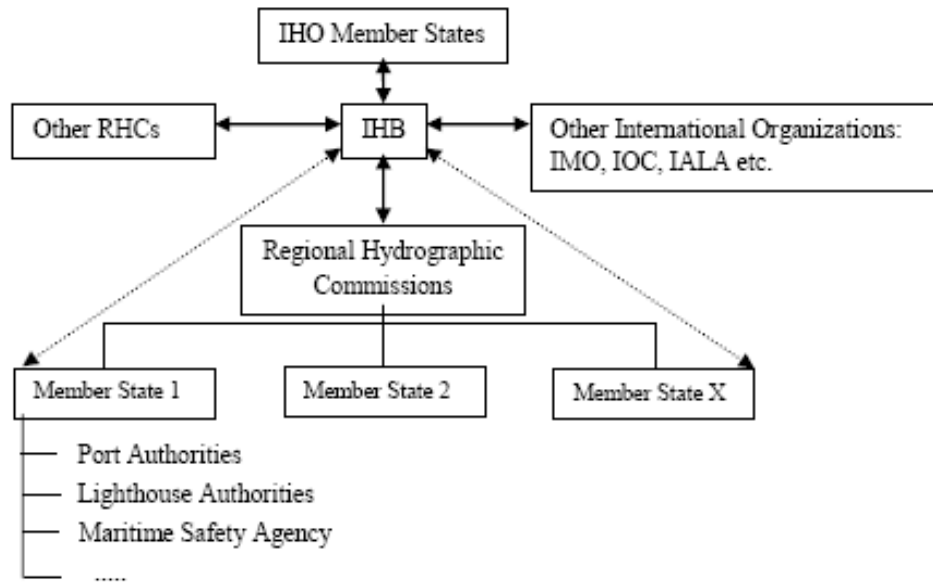 IHO Member States
Other RHCs
IHB
Other International Organizations:
IMO, IOC, IALA etc.
Regional Hydrographic
Commissions
Member State 1
Member State 2
Member State X
Port Authorities
Lighthouse Authorities
Maritime Safety Agency
.....